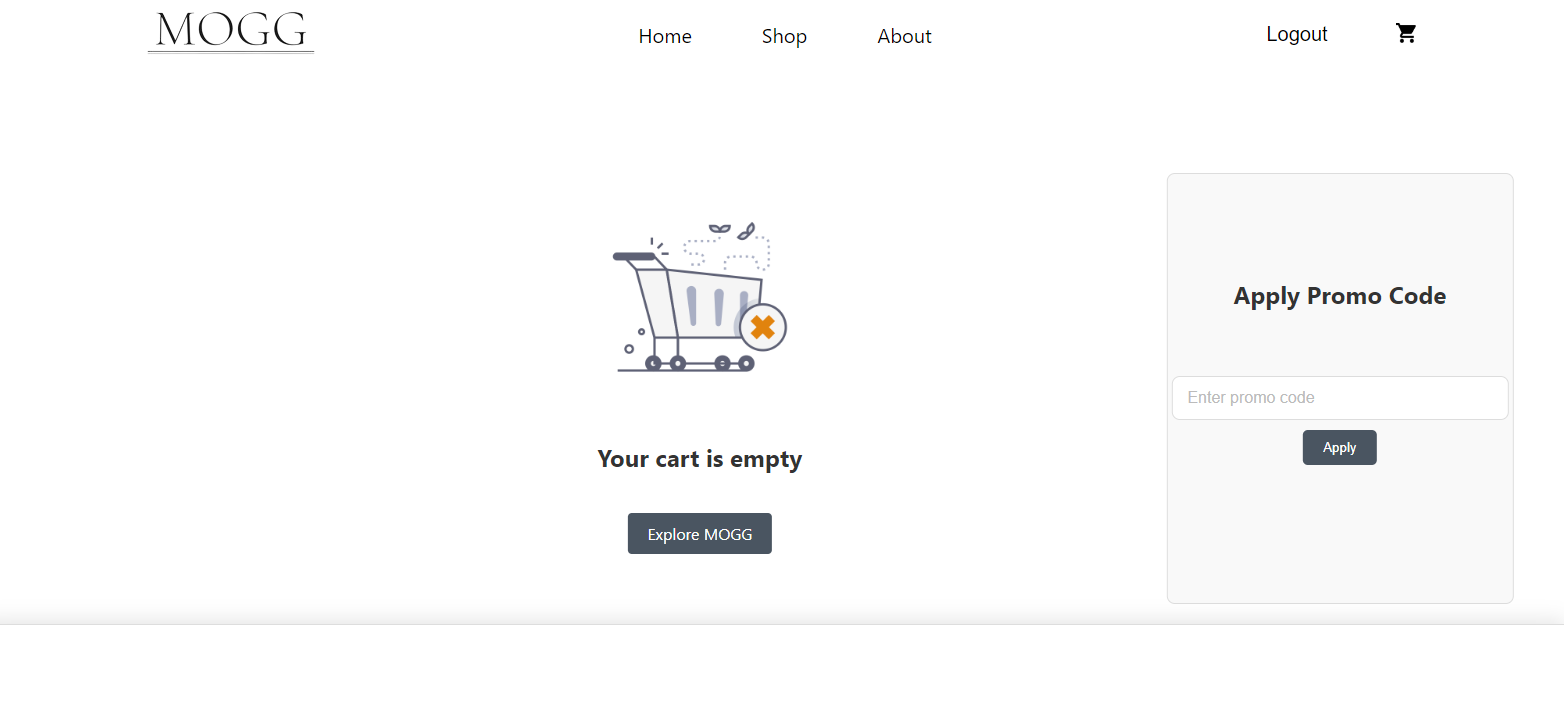 MOGG
Home Shop About Logout
Apply Promo Code
Enter promo code
Apply
Your cart is empty
Explore MOGG